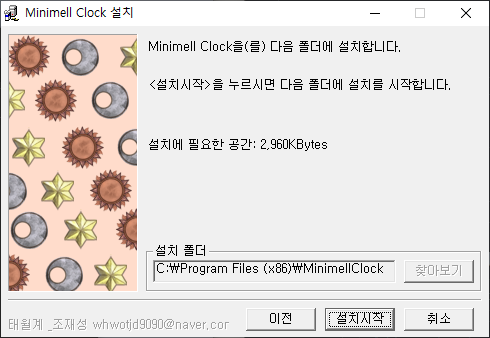 Minimell Clock 설치
Minimell Clock을(를) 다음 폴더에 설치합니다.
<설치시작>을 누르시면 다음 폴더에 설치를 시작합니다.
설치에 필요한 공간: 2,960KBytes
설치 폴더
C:₩Program Files (x86)₩MinimellClock
찾아보기
태월계 _조재성 whwotjd9090@naver.cor
이전
설치시작
취소